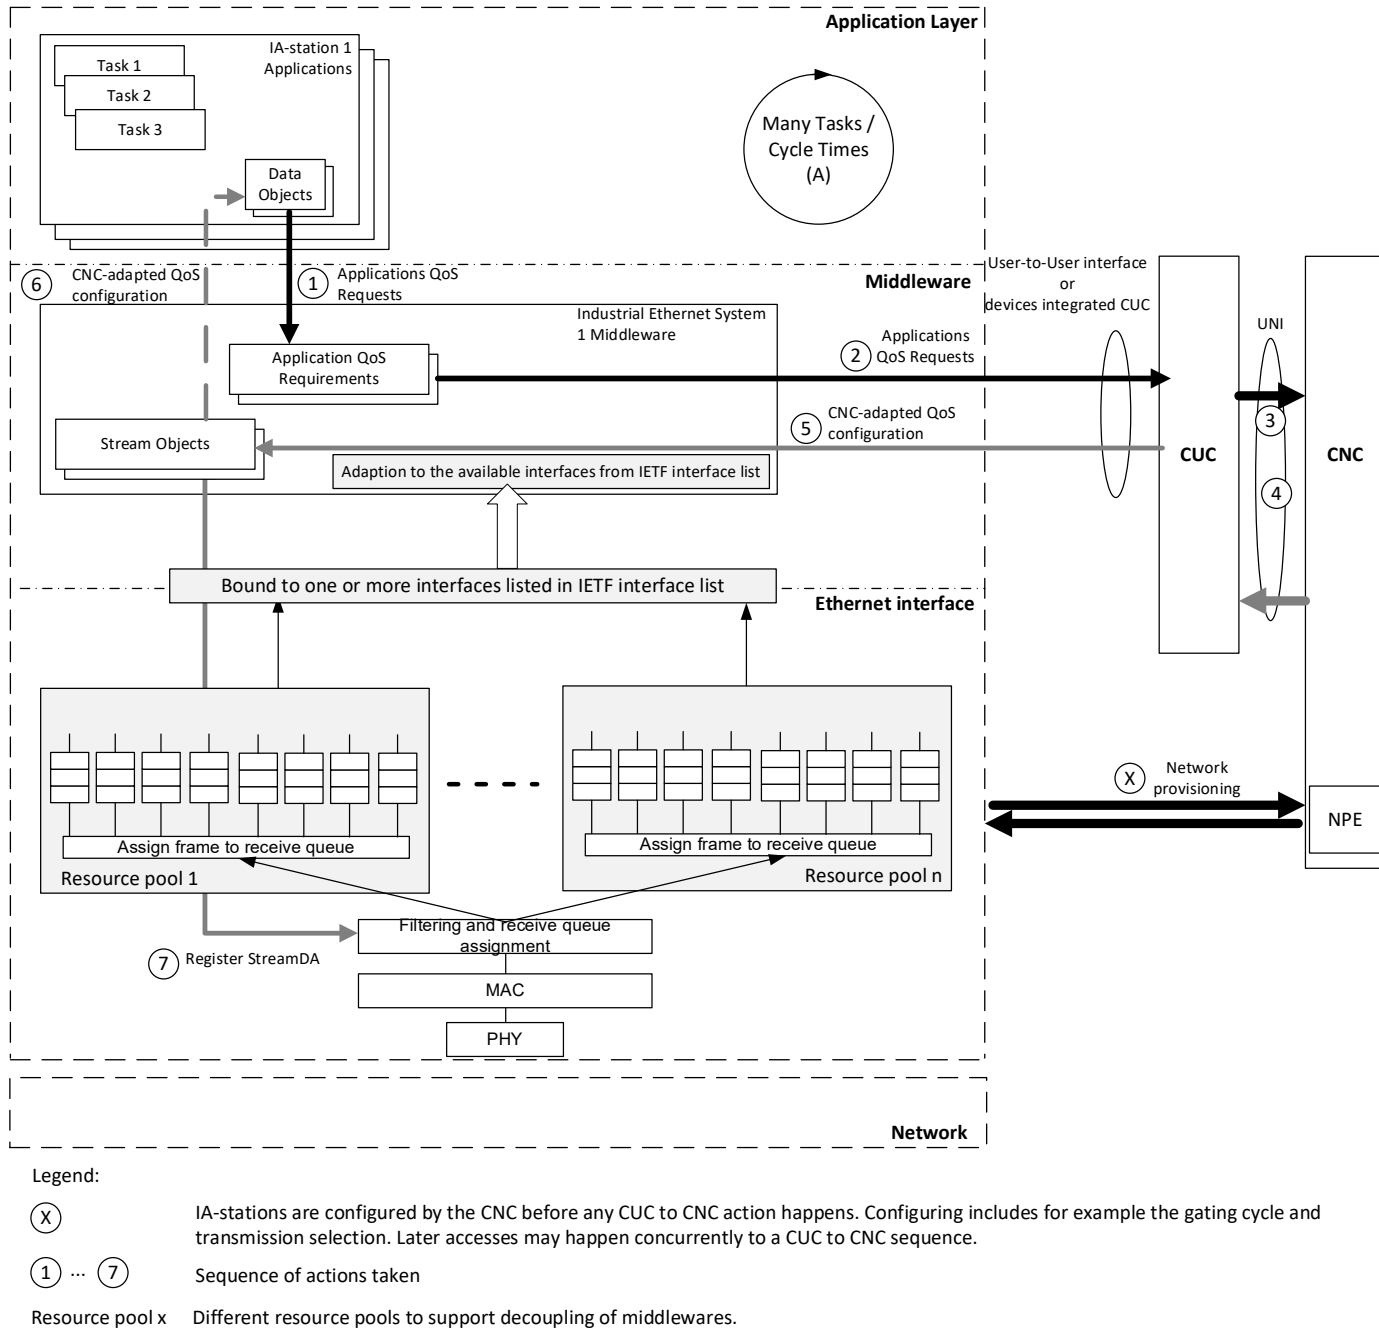 Application Layer
IA-station 1
Applications
Task 1
Task 2
Task 3
Data
Objects
Many Tasks /
Cycle Times
(A)
6
CNC-adapted QoS
configuration
1
Applications QoS
Requests
Middleware
User-to-User interface
or
devices integrated CUC
Industrial Ethernet System
1 Middleware
UNI
Application QoS
Requirements
2
Applications
QoS Requests
3
Stream Objects
5
CNC-adapted QoS
configuration
CUC
CNC
Adaption to the available interfaces from IETF interface list
4
Bound to one or more interfaces listed in IETF interface list
Ethernet interface
X
Network
provisioning
NPE
Assign frame to receive queue
Resource pool 1
Assign frame to receive queue
Resource pool n
Filtering and receive queue
assignment
7
Register StreamDA
MAC
PHY
Network
Legend:
X
IA-stations are configured by the CNC before any CUC to CNC action happens. Configuring includes for example the gating cycle and
transmission selection. Later accesses may happen concurrently to a CUC to CNC sequence.
1 ... 7 Sequence of actions taken
Resource pool x Different resource pools to support decoupling of middlewares.